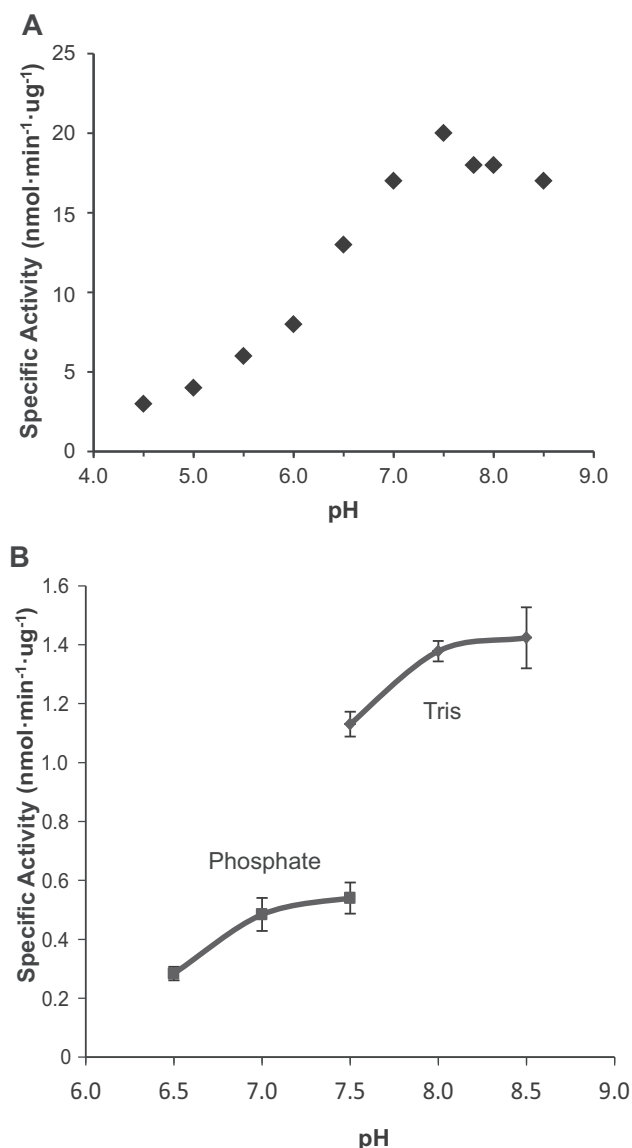 A
Specific Activity (nmol·min⁻¹·ug⁻¹)
25
20
15
10
5
0
4.0 5.0 6.0 7.0 8.0 9.0
pH
B
Specific Activity (nmol·min⁻¹·ug⁻¹)
1.6
1.4
1.2
1.0
0.8
0.6
0.4
0.2
0
Tris
Phosphate
6.0 6.5 7.0 7.5 8.0 8.5 9.0
pH